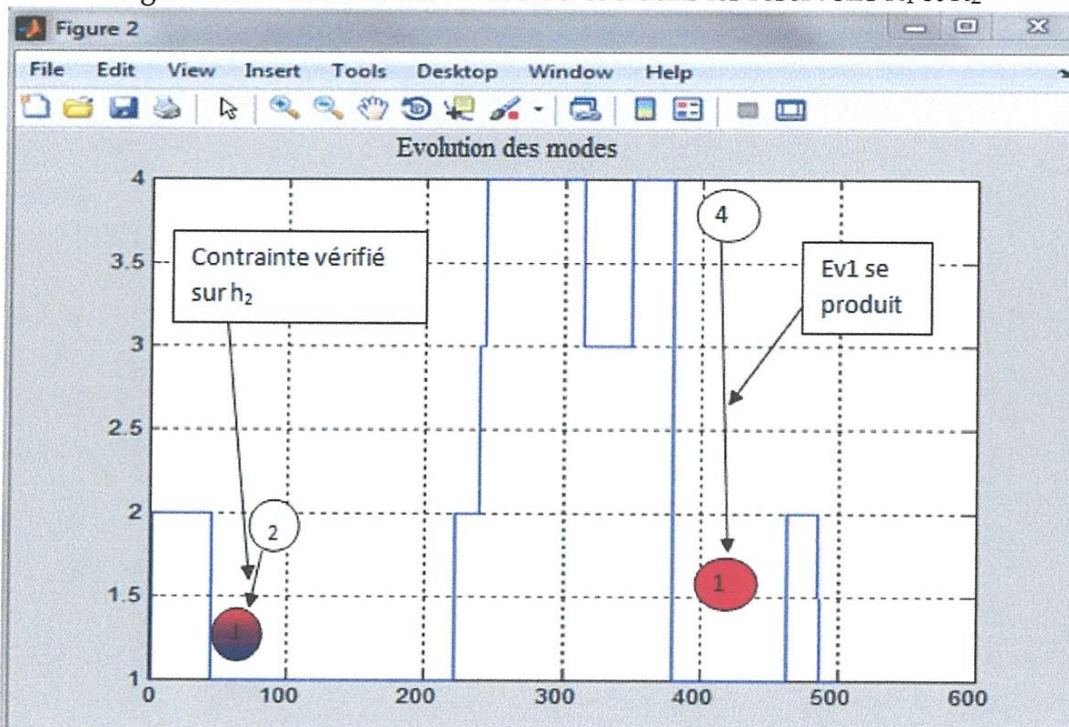 Figure 2
File Edit View Insert Tools Desktop Window Help
Evolution des modes
4
3.5
3
2.5
2
1.5
1
0 100 200 300 400 500 600
Contrainte vérifié
sur h₂
2
1
4
Ev1 se
produit
1